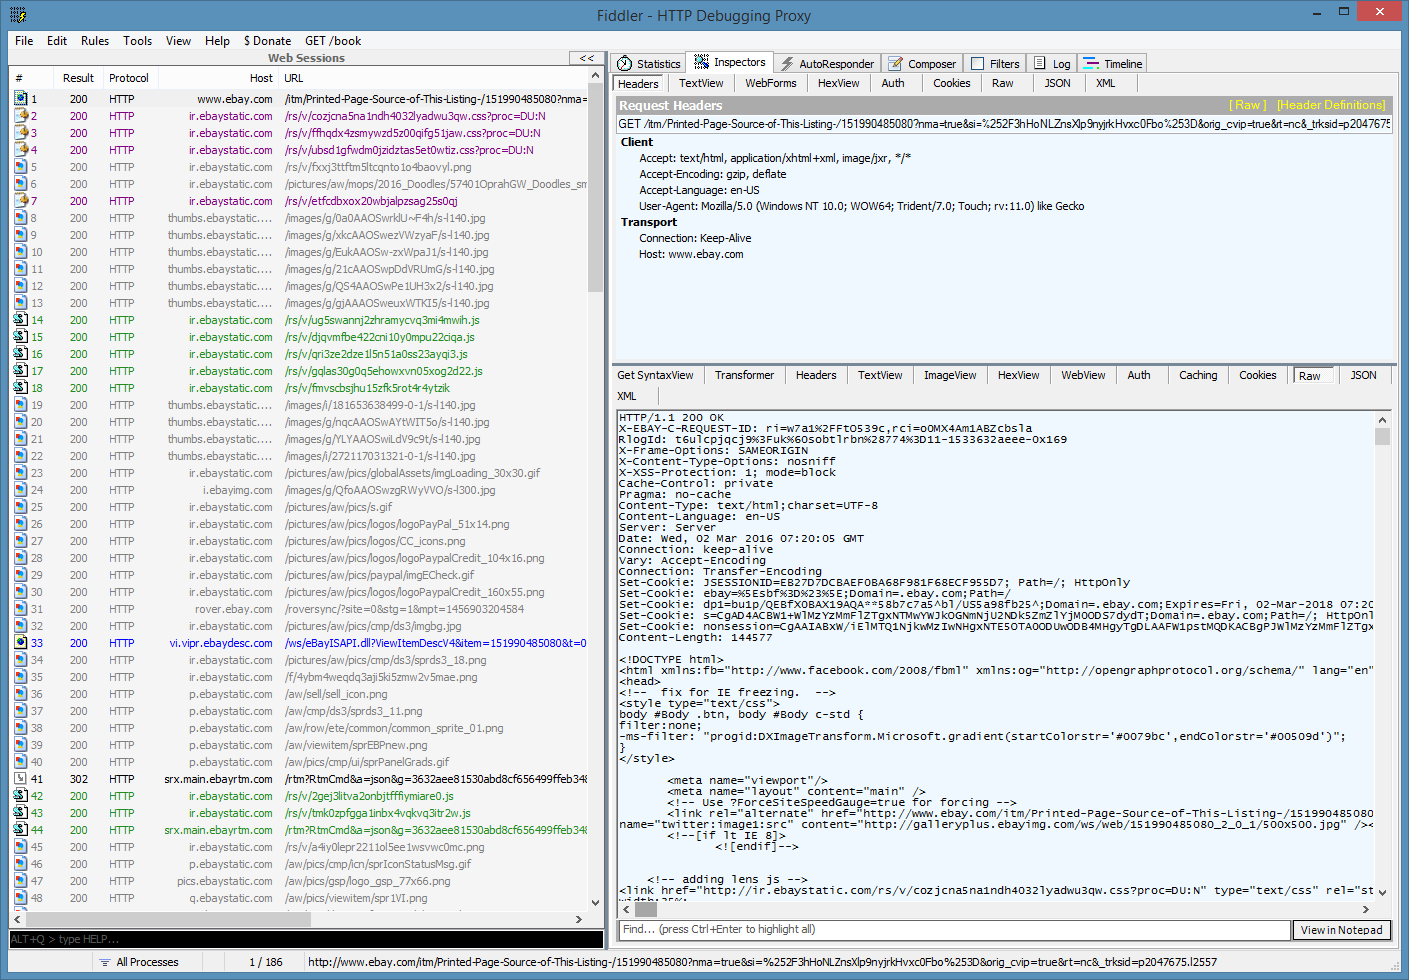 Fiddler - HTTP Debugging Proxy
File Edit Rules Tools View Help $ Donate GET /book
Web Sessions <<
# Result Protocol Host URL
1 200 HTTP www.ebay.com /itm/Printed-Page-Source-of-This-Listing-/151990485080?nma=
2 200 HTTP ir.ebaystatic.com /rs/v/cozjcna5na1ndh4032lyadwu3qw.css?proc=DU:N
3 200 HTTP ir.ebaystatic.com /rs/v/ffhqdx4zsmywzd5z00qifg51jaw.css?proc=DU:N
4 200 HTTP ir.ebaystatic.com /rs/v/ubsd1gfwdm0jzidztas5et0wtiz.css?proc=DU:N
5 200 HTTP ir.ebaystatic.com /rs/v/fxxj3ttftm5ltcqnto1o4baovyl.png
6 200 HTTP ir.ebaystatic.com /pictures/aw/mops/2016_Doodles/57401OprahGW_Doodles_sm
7 200 HTTP ir.ebaystatic.com /rs/v/etfcdbxox20wbjalpzsag25s0qj
8 200 HTTP thumbs.ebaystatic.... /images/g/0a0AAOSwrklU~F4h/s-l140.jpg
9 200 HTTP thumbs.ebaystatic.... /images/g/xkcAAOSwezVWzyaF/s-l140.jpg
10 200 HTTP thumbs.ebaystatic.... /images/g/EukAAOSw-zxWpaJ1/s-l140.jpg
11 200 HTTP thumbs.ebaystatic.... /images/g/21cAAOSwpDdVRUmG/s-l140.jpg
12 200 HTTP thumbs.ebaystatic.... /images/g/QS4AAOSwPe1UH3x2/s-l140.jpg
13 200 HTTP thumbs.ebaystatic.... /images/g/gjAAAOSweuxWTKI5/s-l140.jpg
14 200 HTTP ir.ebaystatic.com /rs/v/ug5swannj2zhramycvq3mi4mwih.js
15 200 HTTP ir.ebaystatic.com /rs/v/djqvmfbe422cni10y0mpu22ciqa.js
16 200 HTTP ir.ebaystatic.com /rs/v/qri3ze2dze1l5n51a0ss23ayqi3.js
17 200 HTTP ir.ebaystatic.com /rs/v/gqlas30g0q5ehowxvn05xog2d22.js
18 200 HTTP ir.ebaystatic.com /rs/v/fmvscbsjhu15zfk5rot4r4ytzik
19 200 HTTP thumbs.ebaystatic.... /images/i/181653638499-0-1/s-l140.jpg
20 200 HTTP thumbs.ebaystatic.... /images/g/nqcAAOSwAYtWIT5o/s-l140.jpg
21 200 HTTP thumbs.ebaystatic.... /images/g/YLYAAOSwiLdV9c9t/s-l140.jpg
22 200 HTTP thumbs.ebaystatic.... /images/i/272117031321-0-1/s-l140.jpg
23 200 HTTP ir.ebaystatic.com /pictures/aw/pics/globalAssets/imgLoading_30x30.gif
24 200 HTTP i.ebayimg.com /images/g/QfoAAOSwzgRWyVVO/s-l300.jpg
25 200 HTTP ir.ebaystatic.com /pictures/aw/pics/s.gif
26 200 HTTP ir.ebaystatic.com /pictures/aw/pics/logos/logoPayPal_51x14.png
27 200 HTTP ir.ebaystatic.com /pictures/aw/pics/logos/CC_icons.png
28 200 HTTP ir.ebaystatic.com /pictures/aw/pics/logos/logoPaypalCredit_104x16.png
29 200 HTTP ir.ebaystatic.com /pictures/aw/pics/paypal/imgECheck.gif
30 200 HTTP ir.ebaystatic.com /pictures/aw/pics/logos/logoPaypalCredit_160x55.png
31 200 HTTP rover.ebay.com /roversync/?site=0&stg=1&mpt=1456903204584
32 200 HTTP ir.ebaystatic.com /pictures/aw/pics/cmp/ds3/imgbg.jpg
33 200 HTTP vi.vipr.ebaydesc.com /ws/eBayISAPI.dll?ViewItemDescV4&item=151990485080&t=0
34 200 HTTP ir.ebaystatic.com /pictures/aw/pics/cmp/ds3/sprds3_18.png
35 200 HTTP ir.ebaystatic.com /f/4ybm4weqdq3aji5ki5zmw2v5mae.png
36 200 HTTP p.ebaystatic.com /aw/sell/sell_icon.png
37 200 HTTP p.ebaystatic.com /aw/cmp/ds3/sprds3_11.png
38 200 HTTP p.ebaystatic.com /aw/row/ete/common/common_sprite_01.png
39 200 HTTP p.ebaystatic.com /aw/viewitem/sprEBPnew.png
40 200 HTTP p.ebaystatic.com /aw/pics/cmp/ui/sprPanelGrads.gif
41 302 HTTP srx.main.ebayrtm.com /rtm?RtmCmd&a=json&g=3632aee81530abd8cf656499ffeb348
42 200 HTTP ir.ebaystatic.com /rs/v/2gej3litva2onbjtfffiymiare0.js
43 200 HTTP ir.ebaystatic.com /rs/v/tmk0zpfgga1inbx4vqkvq3itr2w.js
44 200 HTTP srx.main.ebayrtm.com /rtm?RtmCmd&a=json&g=3632aee81530abd8cf656499ffeb348
45 200 HTTP ir.ebaystatic.com /rs/v/a4iy0lepr2211ol5ee1wsvwc0mc.png
46 200 HTTP p.ebaystatic.com /aw/pics/cmp/icn/sprIconStatusMsg.gif
47 200 HTTP pics.ebaystatic.com /aw/pics/gsp/logo_gsp_77x66.png
48 200 HTTP q.ebaystatic.com /aw/pics/viewitem/spr1VI.png
ALT+Q > type HELP...
Statistics Inspectors AutoResponder Composer Filters Log Timeline
Headers TextView WebForms HexView Auth Cookies Raw JSON XML
Request Headers [ Raw ] [Header Definitions]
GET /itm/Printed-Page-Source-of-This-Listing-/151990485080?nma=true&si=%252F3hHoNLZnsXlp9nyjrkHvxc0Fbo%253D&orig_cvip=true&rt=nc&_trksid=p2047675
Client
Accept: text/html, application/xhtml+xml, image/jxr, */*
Accept-Encoding: gzip, deflate
Accept-Language: en-US
User-Agent: Mozilla/5.0 (Windows NT 10.0; WOW64; Trident/7.0; Touch; rv:11.0) like Gecko
Transport
Connection: Keep-Alive
Host: www.ebay.com
Get SyntaxView Transformer Headers TextView ImageView HexView WebView Auth Caching Cookies Raw JSON
XML
HTTP/1.1 200 OK
X-EBAY-C-REQUEST-ID: ri=w7a1%2FFtO539c,rci=o0MX4Am1ABZcbsla
RlogId: t6ulcpjqcj9%3Fuk%60sobtlrbn%28774%3D11-1533632aeee-0x169
X-Frame-Options: SAMEORIGIN
X-Content-Type-Options: nosniff
X-XSS-Protection: 1; mode=block
Cache-Control: private
Pragma: no-cache
Content-Type: text/html;charset=UTF-8
Content-Language: en-US
Server: Server
Date: Wed, 02 Mar 2016 07:20:05 GMT
Connection: keep-alive
Vary: Accept-Encoding
Connection: Transfer-Encoding
Set-Cookie: JSESSIONID=EB27D7DCBAEF0BA68F981F68ECF955D7; Path=/; HttpOnly
Set-Cookie: ebay=%5Esbf%3D%23%5E;Domain=.ebay.com;Path=/
Set-Cookie: dp1=bu1p/QEBfX0BAX19AQA**58b7c7a5^bl/US5a98fb25^;Domain=.ebay.com;Expires=Fri, 02-Mar-2018 07:20
Set-Cookie: s=CgAD4ACBW1+WlMzYzMmFlZTgxNTMwYWJkOGNmNjU2NDk5ZmZlYjM0ODS7dydT;Domain=.ebay.com;Path=/; HttpOnl
Set-Cookie: nonsession=CgAAIABxW/iElMTQ1NjkwMzIwNHgxNTE5OTA0ODUwODB4MHgyTgDLAAFW1pstMQDKACBgPJWlMzYzMmFlZTgx
Content-Length: 144577
<!DOCTYPE html>
<html xmlns:fb="http://www.facebook.com/2008/fbml" xmlns:og="http://opengraphprotocol.org/schema/" lang="en"
<head>
<!--  fix for IE freezing.  -->
<style type="text/css">
body #Body .btn, body #Body c-std {
filter:none;
-ms-filter: "progid:DXImageTransform.Microsoft.gradient(startColorstr='#0079bc',endColorstr='#00509d')";
}
</style>
<meta name="viewport"/>
<meta name="layout" content="main" />
<!-- Use ?ForceSiteSpeedGauge=true for forcing -->
<link rel="alternate" href="http://www.ebay.com/itm/Printed-Page-Source-of-This-Listing-/15199048508
name="twitter:image1:src" content="http://galleryplus.ebayimg.com/ws/web/151990485080_2_0_1/500x500.jpg" /><
<!--[if lt IE 8]>
<![endif]-->
<!-- adding lens js -->
<link href="http://ir.ebaystatic.com/rs/v/cozjcna5na1ndh4032lyadwu3qw.css?proc=DU:N" type="text/css" rel="st
width:35%;
Find... (press Ctrl+Enter to highlight all) View in Notepad
All Processes 1 / 186 http://www.ebay.com/itm/Printed-Page-Source-of-This-Listing-/151990485080?nma=true&si=%252F3hHoNLZnsXlp9nyjrkHvxc0Fbo%253D&orig_cvip=true&rt=nc&_trksid=p2047675.l2557